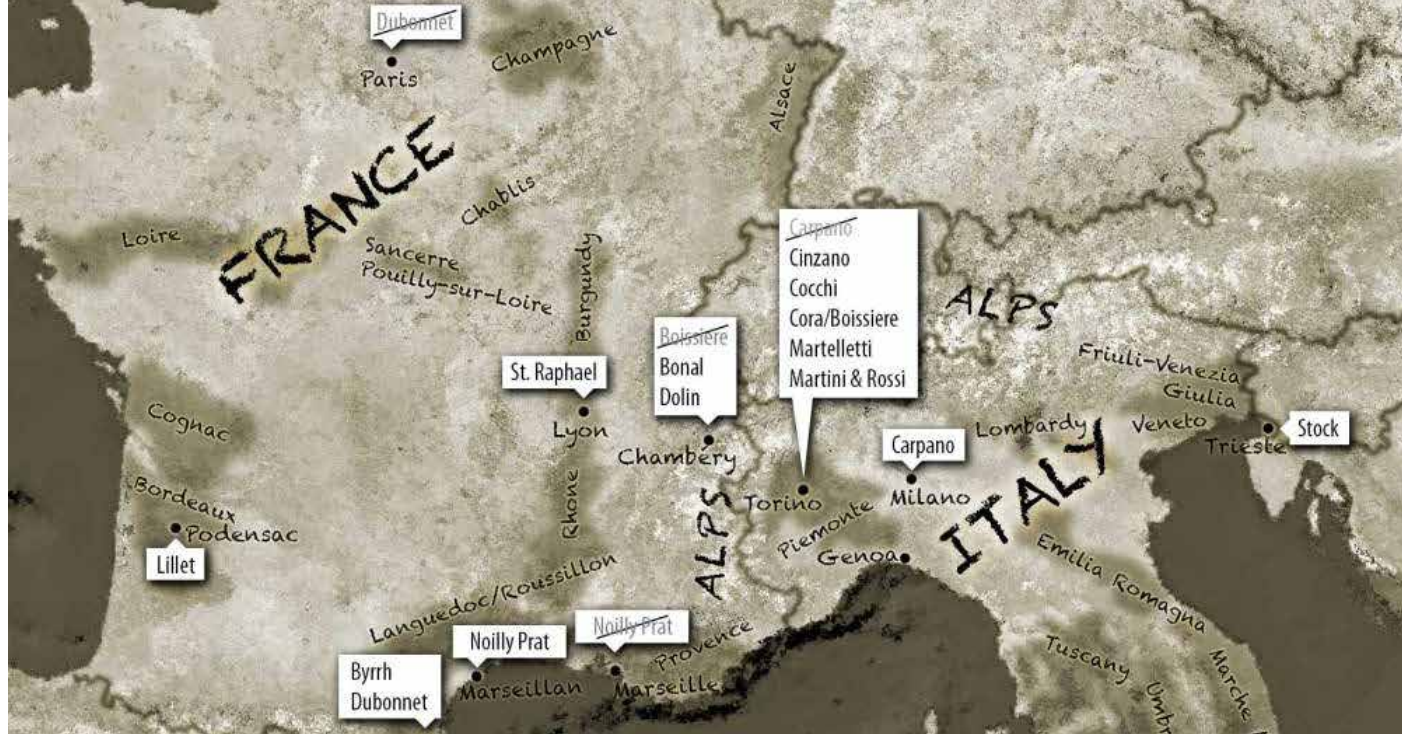 Dubonnet
Paris
Champagne
Alsace
FRANCE
Chablis
Loire
Sancerre
Pouilly-sur-Loire
Burgundy
Carpano
Cinzano
Cocchi
Cora/Boissiere
Martelletti
Martini & Rossi
ALPS
Boissiere
Bonal
Dolin
Chambéry
St. Raphael
Lyon
Friuli-Venezia
Giulia
Cognac
Lombardy
Veneto
Trieste
Stock
Carpano
Milano
Torino
Piemonte
Genoa
ITALY
Bordeaux
Podensac
Lillet
Rhone
ALPS
Emilia Romagna
Languedoc/Roussillon
Noilly Prat
Marseillan
Noilly Prat
Marseille
Provence
Byrrh
Dubonnet
Tuscany
Umbr
Marche